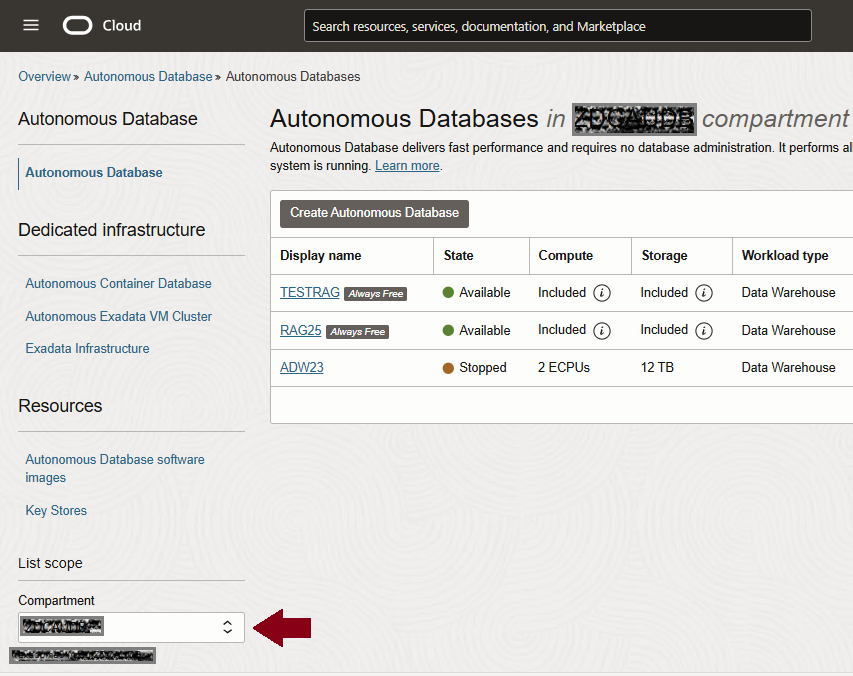 Cloud
Search resources, services, documentation, and Marketplace
Overview » Autonomous Database » Autonomous Databases
Autonomous Database
Autonomous Database
Dedicated infrastructure
Autonomous Container Database
Autonomous Exadata VM Cluster
Exadata Infrastructure
Resources
Autonomous Database software
images
Key Stores
List scope
Compartment
Autonomous Databases in compartment
Autonomous Database delivers fast performance and requires no database administration. It performs al
system is running. Learn more.
Create Autonomous Database
Display name State Compute Storage Workload type
TESTRAG Always Free Available Included i Included i Data Warehouse
RAG25 Always Free Available Included i Included i Data Warehouse
ADW23 Stopped 2 ECPUs 12 TB Data Warehouse